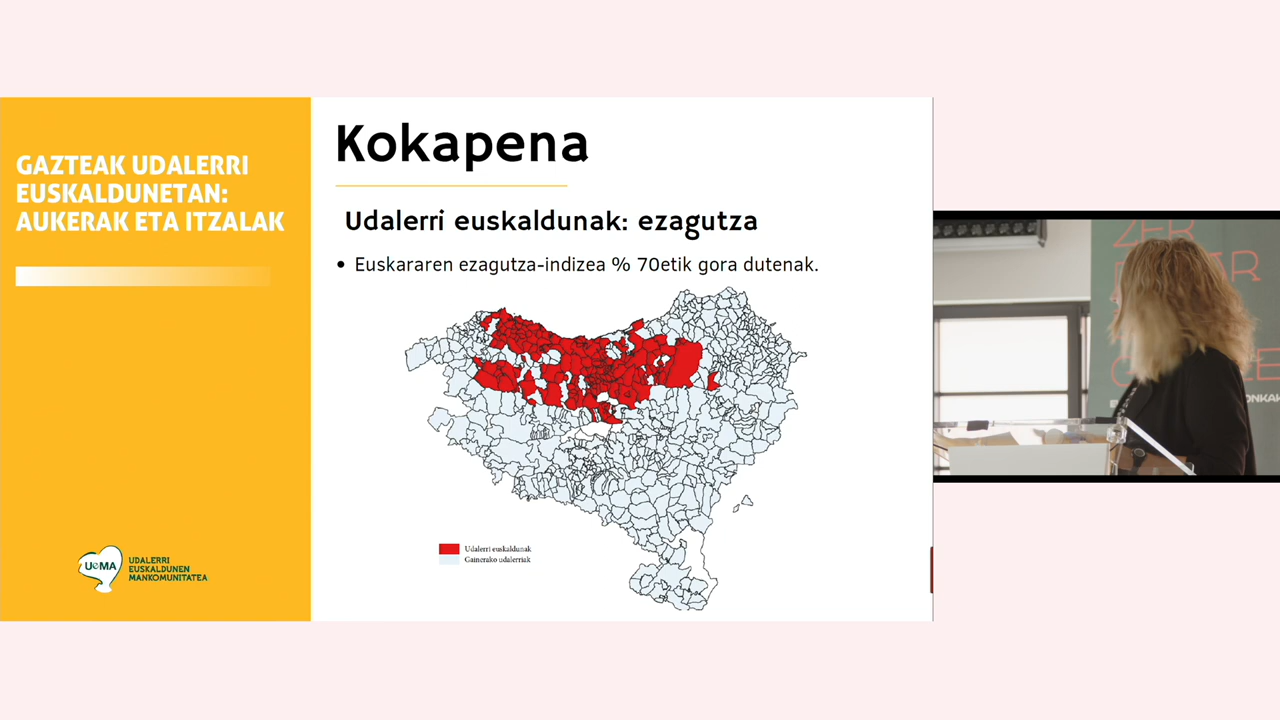 GAZTEAK UDALERRI
EUSKALDUNETAN:
AUKERAK ETA ITZALAK
UEMA
UDALERRI
EUSKALDUNEN
MANKOMUNITATEA
Kokapena
Udalerri euskaldunak: ezagutza
• Euskararen ezagutza-indizea % 70etik gora dutenak.
Udalerri euskaldunak
Gainerako udalerriak
ZER